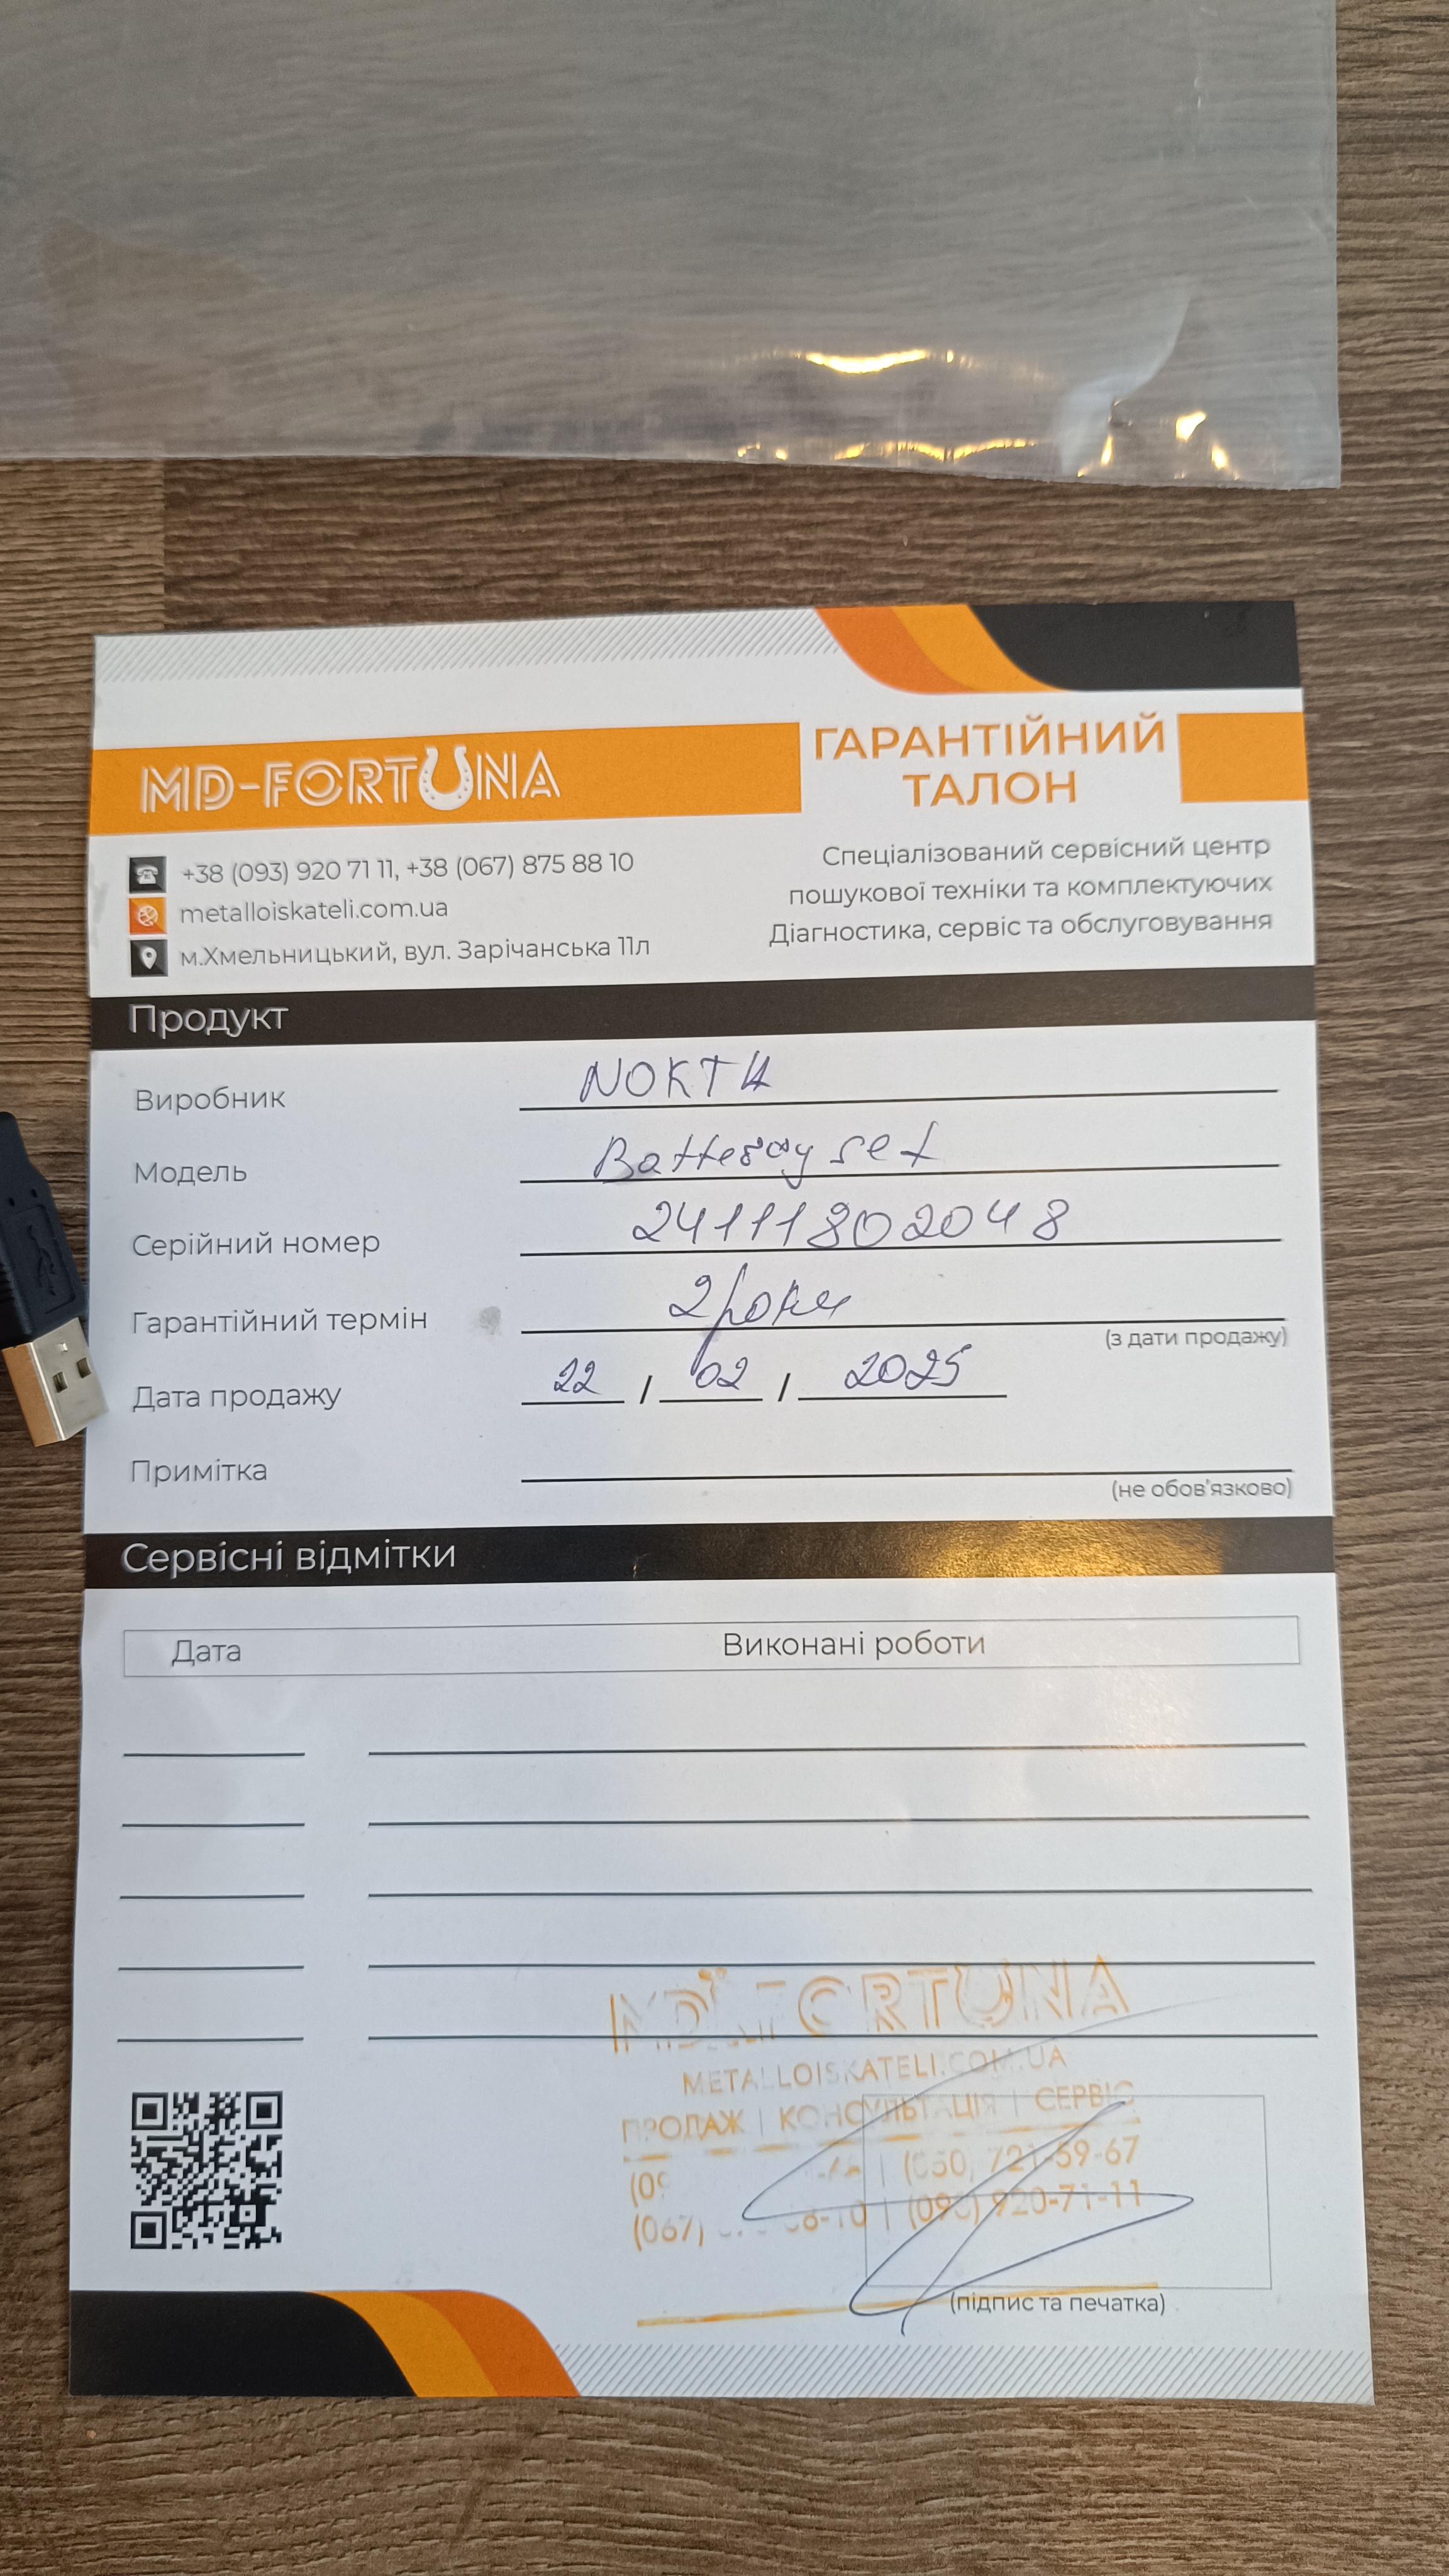 MD-FORTUNA
ГАРАНТІЙНИЙ
ТАЛОН
+38 (093) 920 71 11, +38 (067) 875 88 10
metalloiskateli.com.ua
м.Хмельницький, вул. Зарічанська 11л
Спеціалізований сервісний центр
пошукової техніки та комплектуючих
Діагностика, сервіс та обслуговування
Продукт
Виробник NOKTA
Модель Battery set
Серійний номер 24111802048
Гарантійний термін 2 роки
(з дати продажу)
Дата продажу 22 / 02 / 2025
Примітка
(не обов'язково)
Сервісні відмітки
Дата Виконані роботи
FORTUNA
METALLOISKATELI.COM.UA
ПРОДАЖ | КОНСУЛЬТАЦІЯ | СЕРВІС
(050) 721-59-67
(067) | (093) 920-71-11
(підпис та печатка)